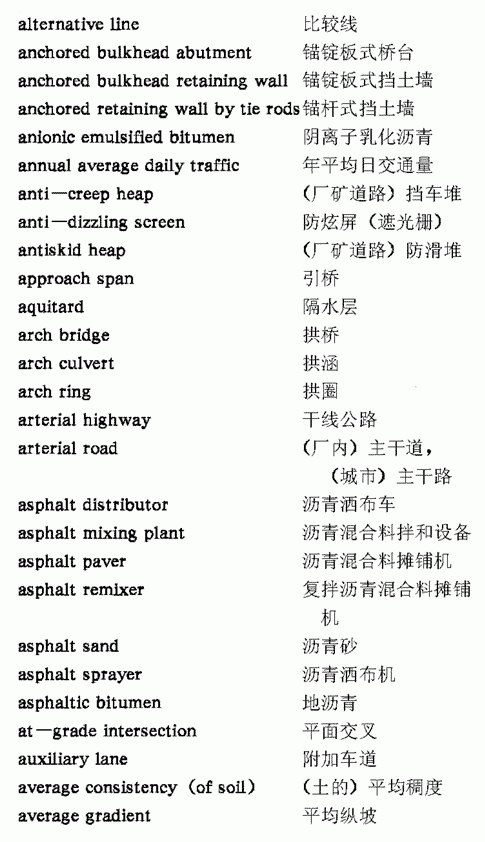 alternative line 比较线
anchored bulkhead abutment 锚锭板式桥台
anchored bulkhead retaining wall 锚锭板式挡土墙
anchored retaining wall by tie rods 锚杆式挡土墙
anionic emulsified bitumen 阴离子乳化沥青
annual average daily traffic 年平均日交通量
anti—creep heap (厂矿道路) 挡车堆
anti—dizzling screen 防炫屏 (遮光栅)
antiskid heap (厂矿道路) 防滑堆
approach span 引桥
aquitard 隔水层
arch bridge 拱桥
arch culvert 拱涵
arch ring 拱圈
arterial highway 干线公路
arterial road (厂内) 主干道,
(城市) 主干路
asphalt distributor 沥青洒布车
asphalt mixing plant 沥青混合料拌和设备
asphalt paver 沥青混合料摊铺机
asphalt remixer 复拌沥青混合料摊铺
机
asphalt sand 沥青砂
asphalt sprayer 沥青洒布机
asphaltic bitumen 地沥青
at—grade intersection 平面交叉
auxiliary lane 附加车道
average consistency (of soil) (土的) 平均稠度
average gradient 平均纵坡